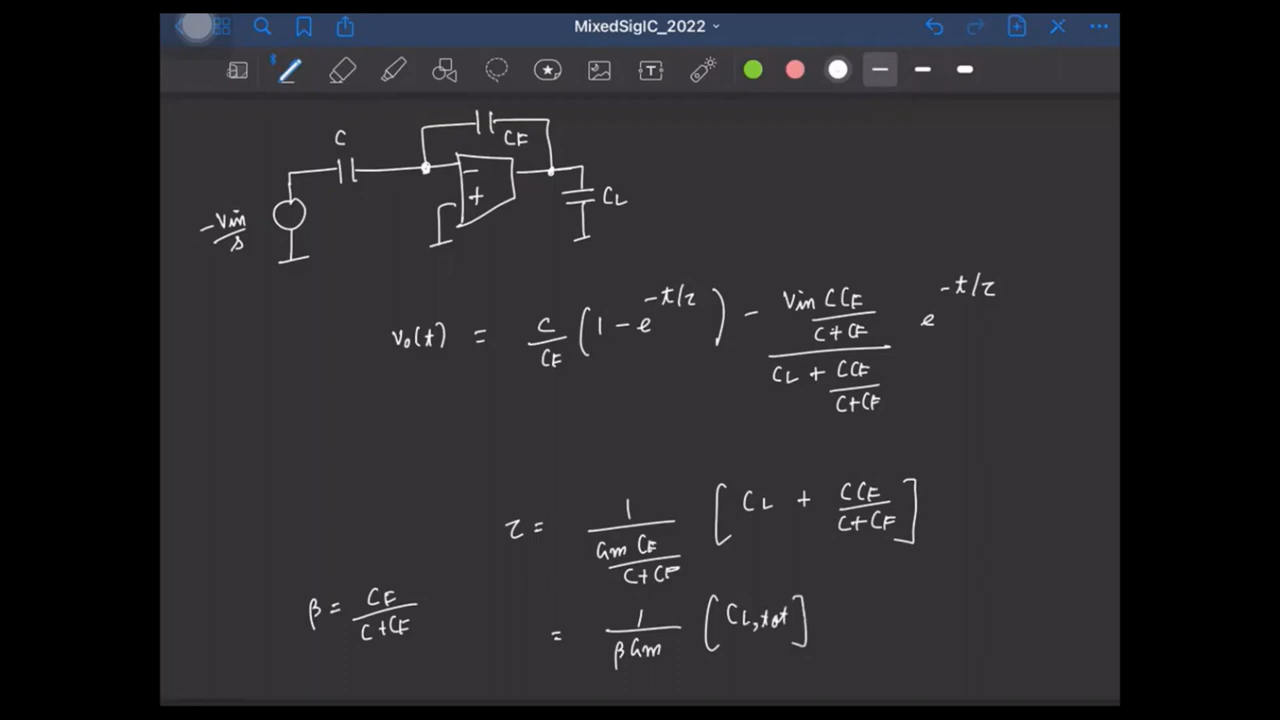 MixedSigIC_2022
C
CF
- +
CL
-Vin/s
vo(t) = C/CF (1 - e^-t/τ) - (Vin CCF/(C+CF))/(CL + CCF/(C+CF)) e^-t/τ
τ = 1/(Gm CF/(C+CF)) [CL + CCF/(C+CF)]
β = CF/(C+CF)
= 1/(βGm) [CL,tot]